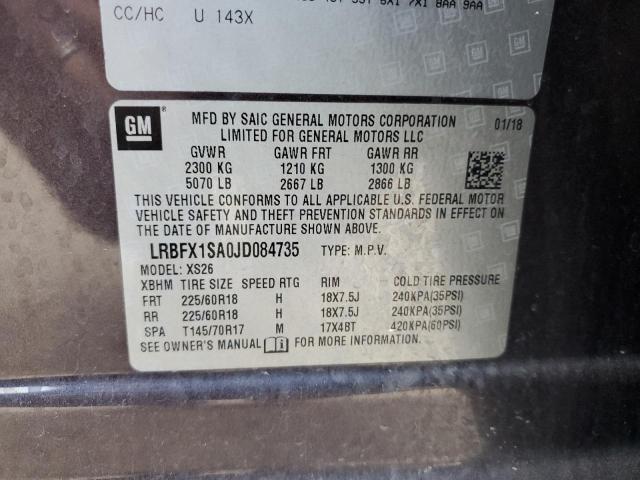 6X1 7X1 8AA 9AA
CC/HC U 143X
GM
GM ®
MFD BY SAIC GENERAL MOTORS CORPORATION 01/18
LIMITED FOR GENERAL MOTORS LLC
GVWR GAWR FRT GAWR RR
2300 KG 1210 KG 1300 KG
5070 LB 2667 LB 2866 LB
THIS VEHICLE CONFORMS TO ALL APPLICABLE U.S. FEDERAL MOTOR
VEHICLE SAFETY AND THEFT PREVENTION STANDARDS IN EFFECT ON
THE DATE OF MANUFACTURE SHOWN ABOVE.
LRBFX1SA0JD084735 TYPE: M.P.V.
MODEL: XS26
XBHM TIRE SIZE SPEED RTG RIM COLD TIRE PRESSURE
FRT 225/60R18 H 18X7.5J 240KPA(35PSI)
RR 225/60R18 H 18X7.5J 240KPA(35PSI)
SPA T145/70R17 M 17X4BT 420KPA(60PSI)
SEE OWNER'S MANUAL FOR MORE INFORMATION.